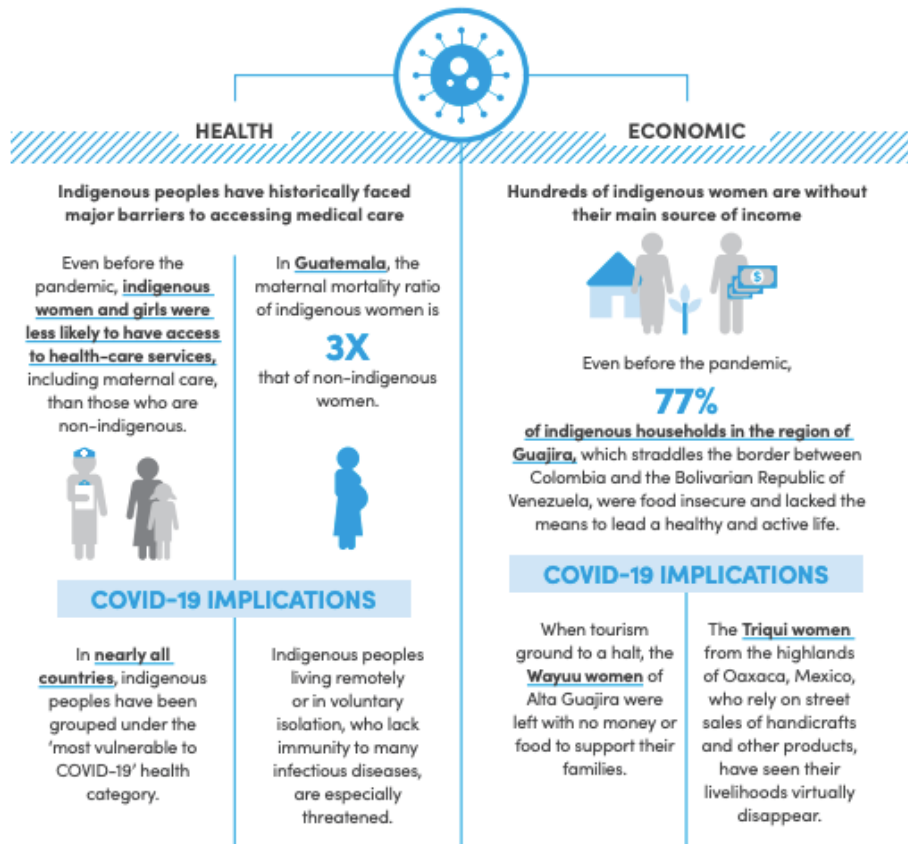 HEALTH
Indigenous peoples have historically faced
major barriers to accessing medical care
Even before the
pandemic, indigenous
women and girls were
less likely to have access
to health-care services,
including maternal care,
than those who are
non-indigenous.
In Guatemala, the
maternal mortality ratio
of indigenous women is
3X
that of non-indigenous
women.
COVID-19 IMPLICATIONS
In nearly all
countries, indigenous
peoples have been
grouped under the
‘most vulnerable to
COVID-19’ health
category.
Indigenous peoples
living remotely
or in voluntary
isolation, who lack
immunity to many
infectious diseases,
are especially
threatened.
ECONOMIC
Hundreds of indigenous women are without
their main source of income
$
Even before the pandemic,
77%
of indigenous households in the region of
Guajira, which straddles the border between
Colombia and the Bolivarian Republic of
Venezuela, were food insecure and lacked the
means to lead a healthy and active life.
COVID-19 IMPLICATIONS
When tourism
ground to a halt, the
Wayuu women of
Alta Guajira were
left with no money or
food to support their
families.
The Triqui women
from the highlands
of Oaxaca, Mexico,
who rely on street
sales of handicrafts
and other products,
have seen their
livelihoods virtually
disappear.